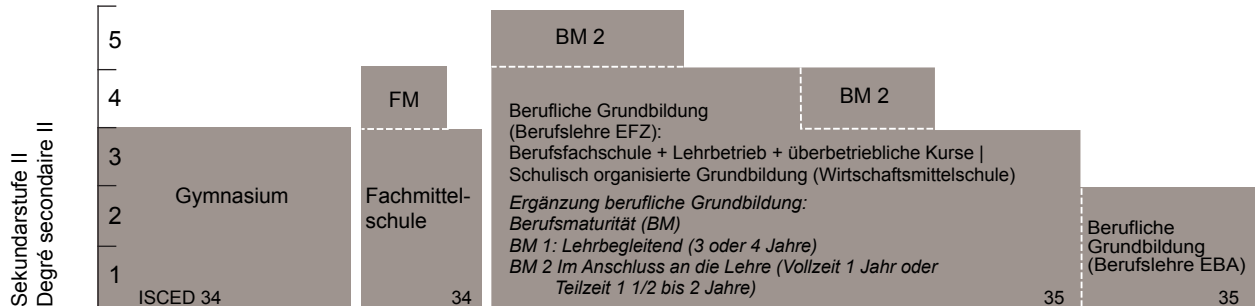 Sekundarstufe II
Degré secondaire II
5
4
3
2
1
Gymnasium
ISCED 34
FM
Fachmittel-
schule
34
BM 2
BM 2
Berufliche Grundbildung
(Berufslehre EFZ):
Berufsfachschule + Lehrbetrieb + überbetriebliche Kurse |
Schulisch organisierte Grundbildung (Wirtschaftsmittelschule)
Ergänzung berufliche Grundbildung:
Berufsmaturität (BM)
BM 1: Lehrbegleitend (3 oder 4 Jahre)
BM 2 Im Anschluss an die Lehre (Vollzeit 1 Jahr oder
Teilzeit 1 1/2 bis 2 Jahre)
35
Berufliche
Grundbildung
(Berufslehre EBA)
35